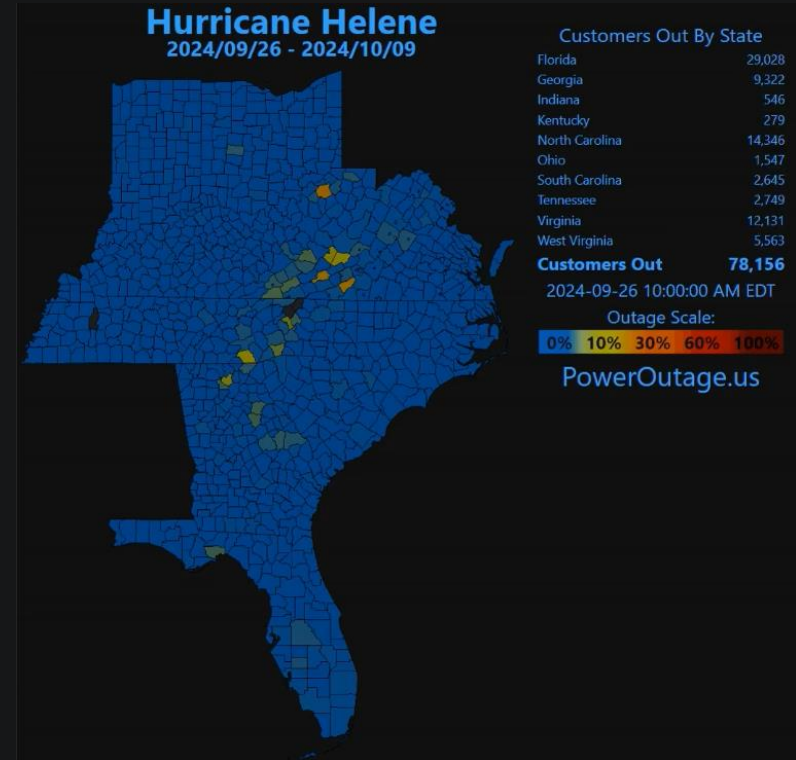 Hurricane Helene
2024/09/26 - 2024/10/09
Customers Out By State
Florida 29,028
Georgia 9,322
Indiana 546
Kentucky 279
North Carolina 14,346
Ohio 1,547
South Carolina 2,645
Tennessee 2,749
Virginia 12,131
West Virginia 5,563
Customers Out 78,156
2024-09-26 10:00:00 AM EDT
Outage Scale:
0% 10% 30% 60% 100%
PowerOutage.us